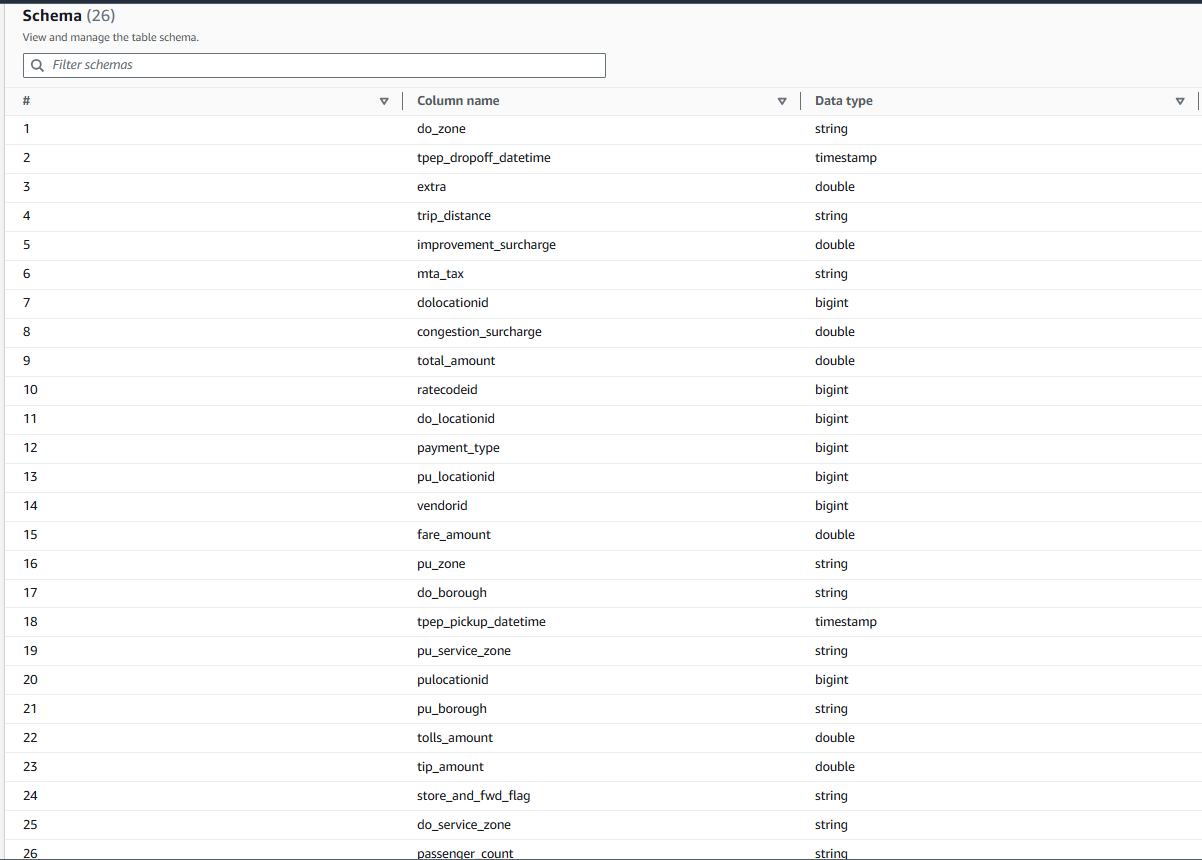 Schema (26)
View and manage the table schema.
Filter schemas
# Column name Data type
1 do_zone string
2 tpep_dropoff_datetime timestamp
3 extra double
4 trip_distance string
5 improvement_surcharge double
6 mta_tax string
7 dolocationid bigint
8 congestion_surcharge double
9 total_amount double
10 ratecodeid bigint
11 do_locationid bigint
12 payment_type bigint
13 pu_locationid bigint
14 vendorid bigint
15 fare_amount double
16 pu_zone string
17 do_borough string
18 tpep_pickup_datetime timestamp
19 pu_service_zone string
20 pulocationid bigint
21 pu_borough string
22 tolls_amount double
23 tip_amount double
24 store_and_fwd_flag string
25 do_service_zone string
26 passenger_count string